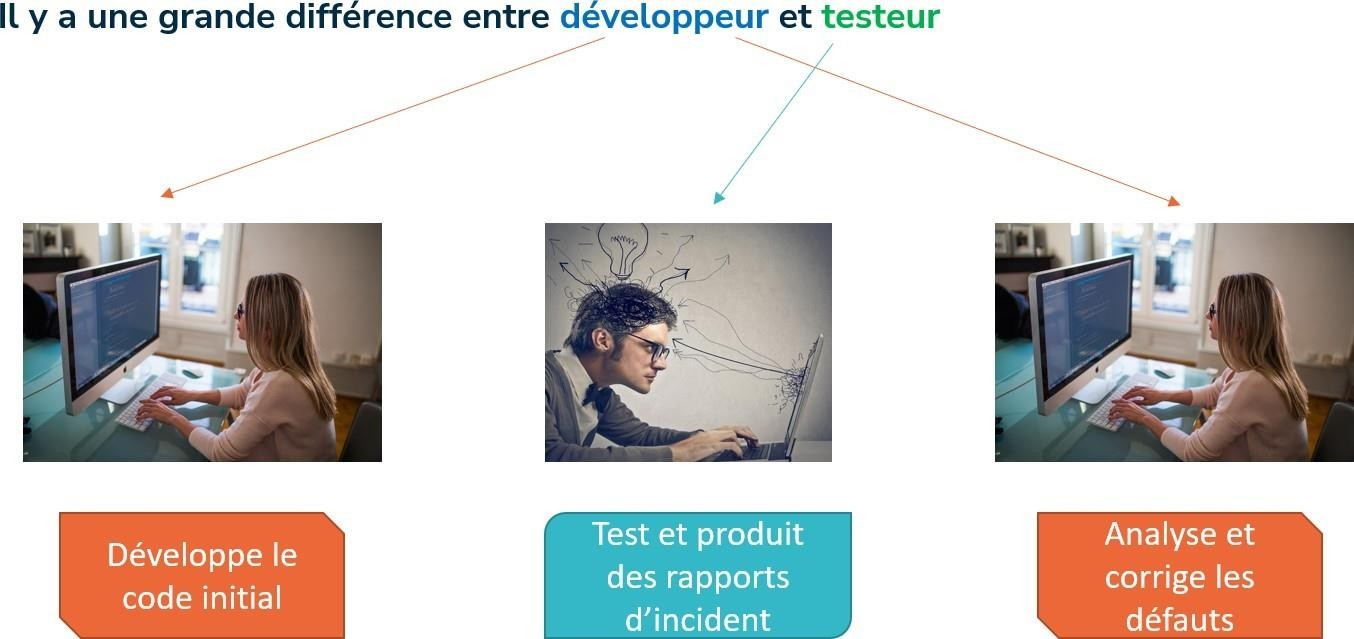 Il y a une grande différence entre développeur et testeur
Développe le
code initial
Test et produit
des rapports
d’incident
Analyse et
corrige les
défauts